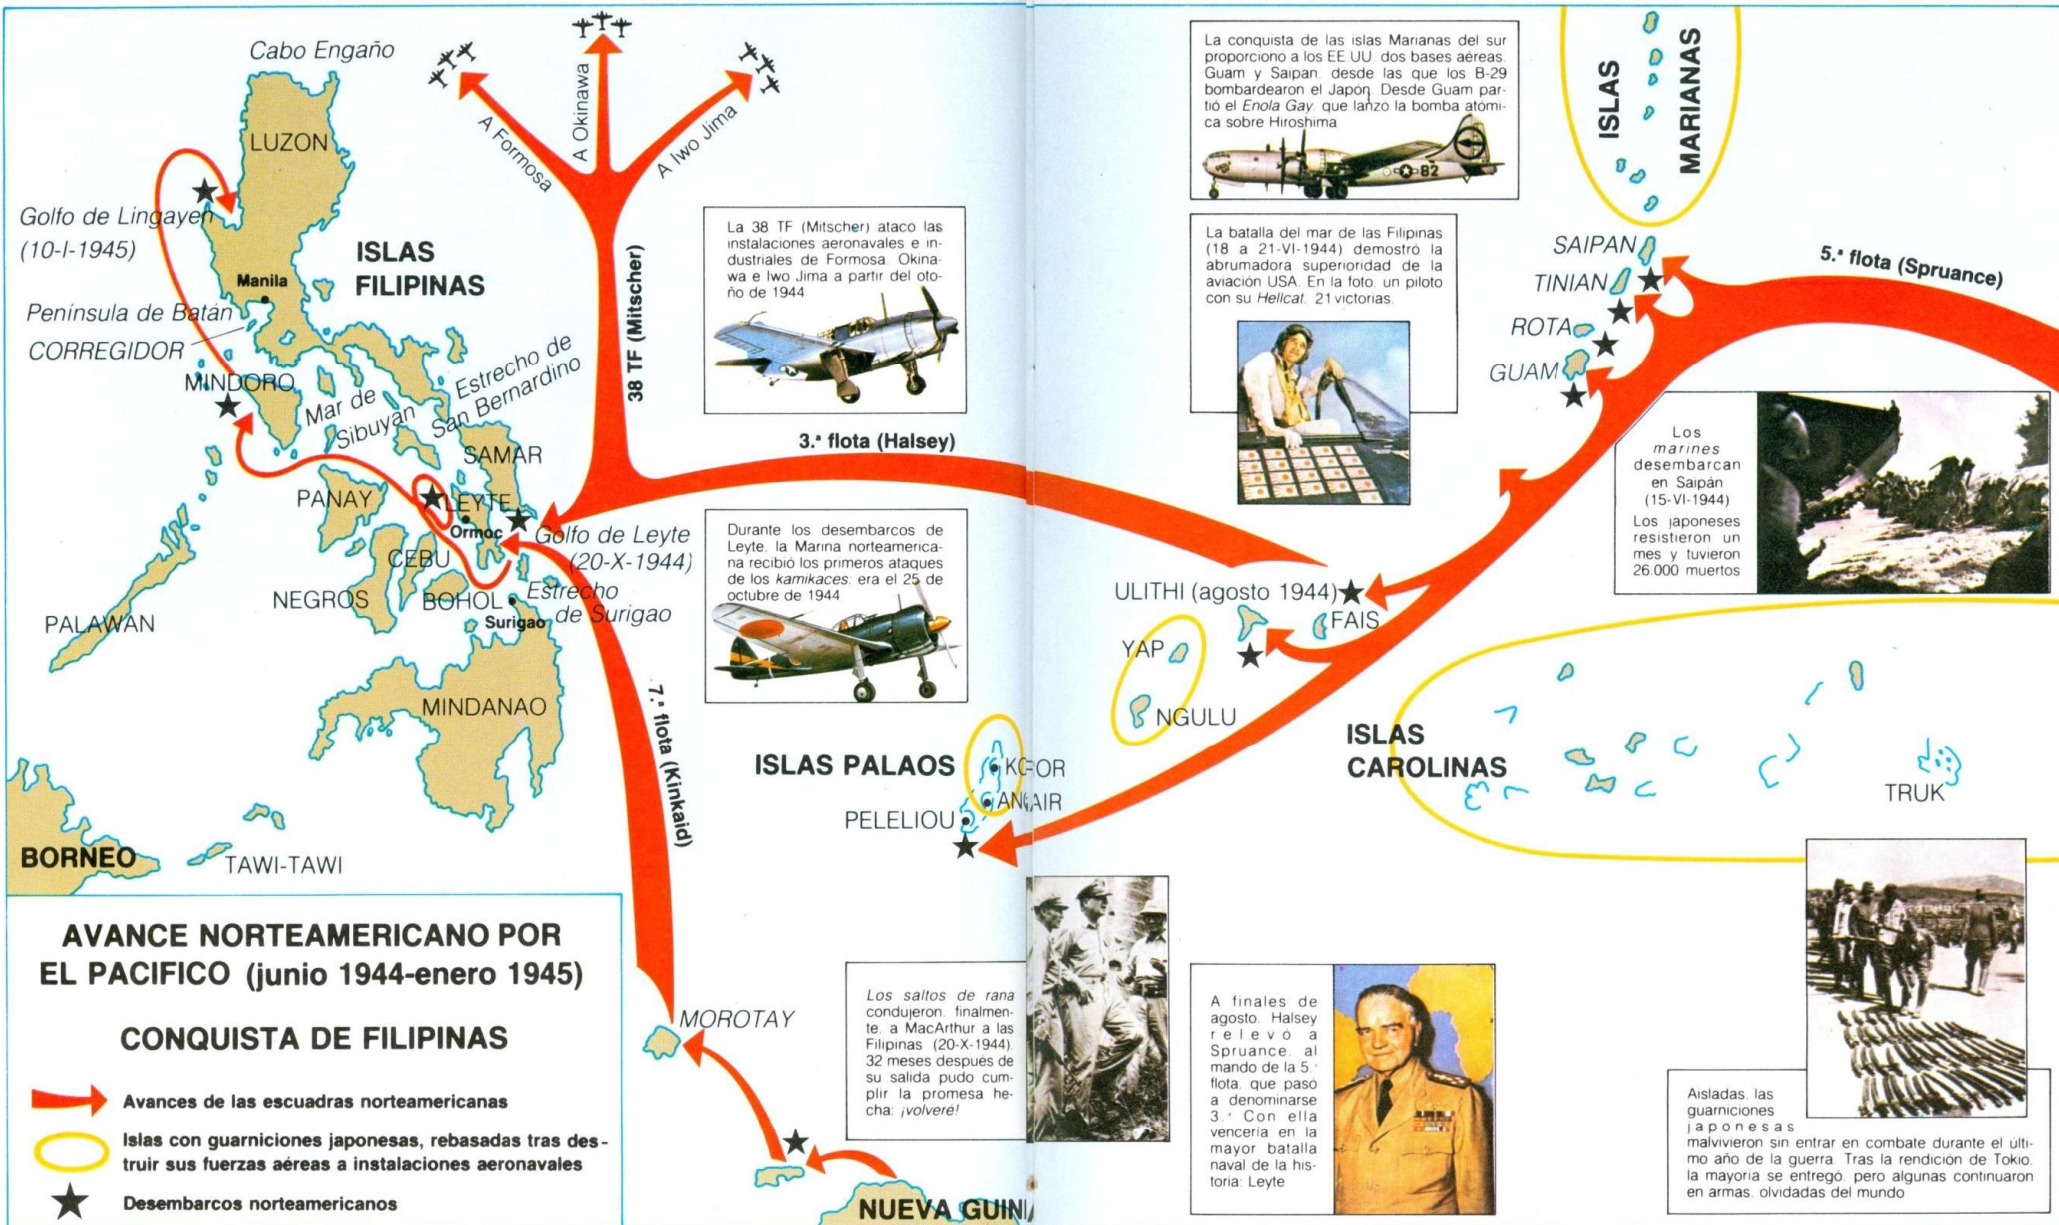 Cabo Engaño
LUZON
Golfo de Lingayen
(10-I-1945)
ISLAS
FILIPINAS
Manila
Península de Batán
CORREGIDOR
MINDORO
Mar de
Sibuyan
Estrecho de
San Bernardino
SAMAR
PANAY
LEYTE
Ormoc
Golfo de Leyte
(20-X-1944)
CEBU
NEGROS
BOHOL
Estrecho
de Surigao
Surigao
PALAWAN
MINDANAO
BORNEO
TAWI-TAWI
A Formosa
A Okinawa
A Iwo Jima
38 TF (Mitscher)
3.ª flota (Halsey)
7.ª flota (Kinkaid)
La 38 TF (Mitscher) atacó las
instalaciones aeronavales e in-
dustriales de Formosa. Okina-
wa e Iwo Jima a partir del oto-
ño de 1944
Durante los desembarcos de
Leyte. la Marina norteamerica-
na recibió los primeros ataques
de los kamikaces: era el 25 de
octubre de 1944
ISLAS PALAOS
KOROR
PELELIOU
MOROTAY
Los saltos de rana
condujeron. finalmen-
te. a MacArthur a las
Filipinas (20-X-1944).
32 meses después de
su salida pudo cum-
plir la promesa he-
cha: ¡volveré!
AVANCE NORTEAMERICANO POR
EL PACIFICO (junio 1944-enero 1945)
CONQUISTA DE FILIPINAS
Avances de las escuadras norteamericanas
Islas con guarniciones japonesas, rebasadas tras des-
truir sus fuerzas aéreas a instalaciones aeronavales
Desembarcos norteamericanos
La conquista de las islas Marianas del sur
proporcionó a los EE.UU. dos bases aéreas.
Guam y Saipan. desde las que los B-29
bombardearon el Japón. Desde Guam par-
tió el Enola Gay. que lanzó la bomba atómi-
ca sobre Hiroshima
82
La batalla del mar de las Filipinas
(18 a 21-VI-1944) demostró la
abrumadora superioridad de la
aviación USA. En la foto. un piloto
con su Hellcat. 21 victorias.
ISLAS
MARIANAS
SAIPAN
TINIAN
ROTA
GUAM
5.ª flota (Spruance)
Los
marines
desembarcan
en Saipán
(15-VI-1944)
Los japoneses
resistieron un
mes y tuvieron
26.000 muertos
ULITHI (agosto 1944)
FAIS
YAP
NGULU
ISLAS
CAROLINAS
TRUK
A finales de
agosto. Halsey
relevó a
Spruance. al
mando de la 5.ª
flota. que pasó
a denominarse
3.ª Con ella
vencería en la
mayor batalla
naval de la his-
toria: Leyte
Aisladas. las
guarniciones
japonesas
malvivieron sin entrar en combate durante el últi-
mo año de la guerra. Tras la rendición de Tokio.
la mayoría se entregó. pero algunas continuaron
en armas. olvidadas del mundo